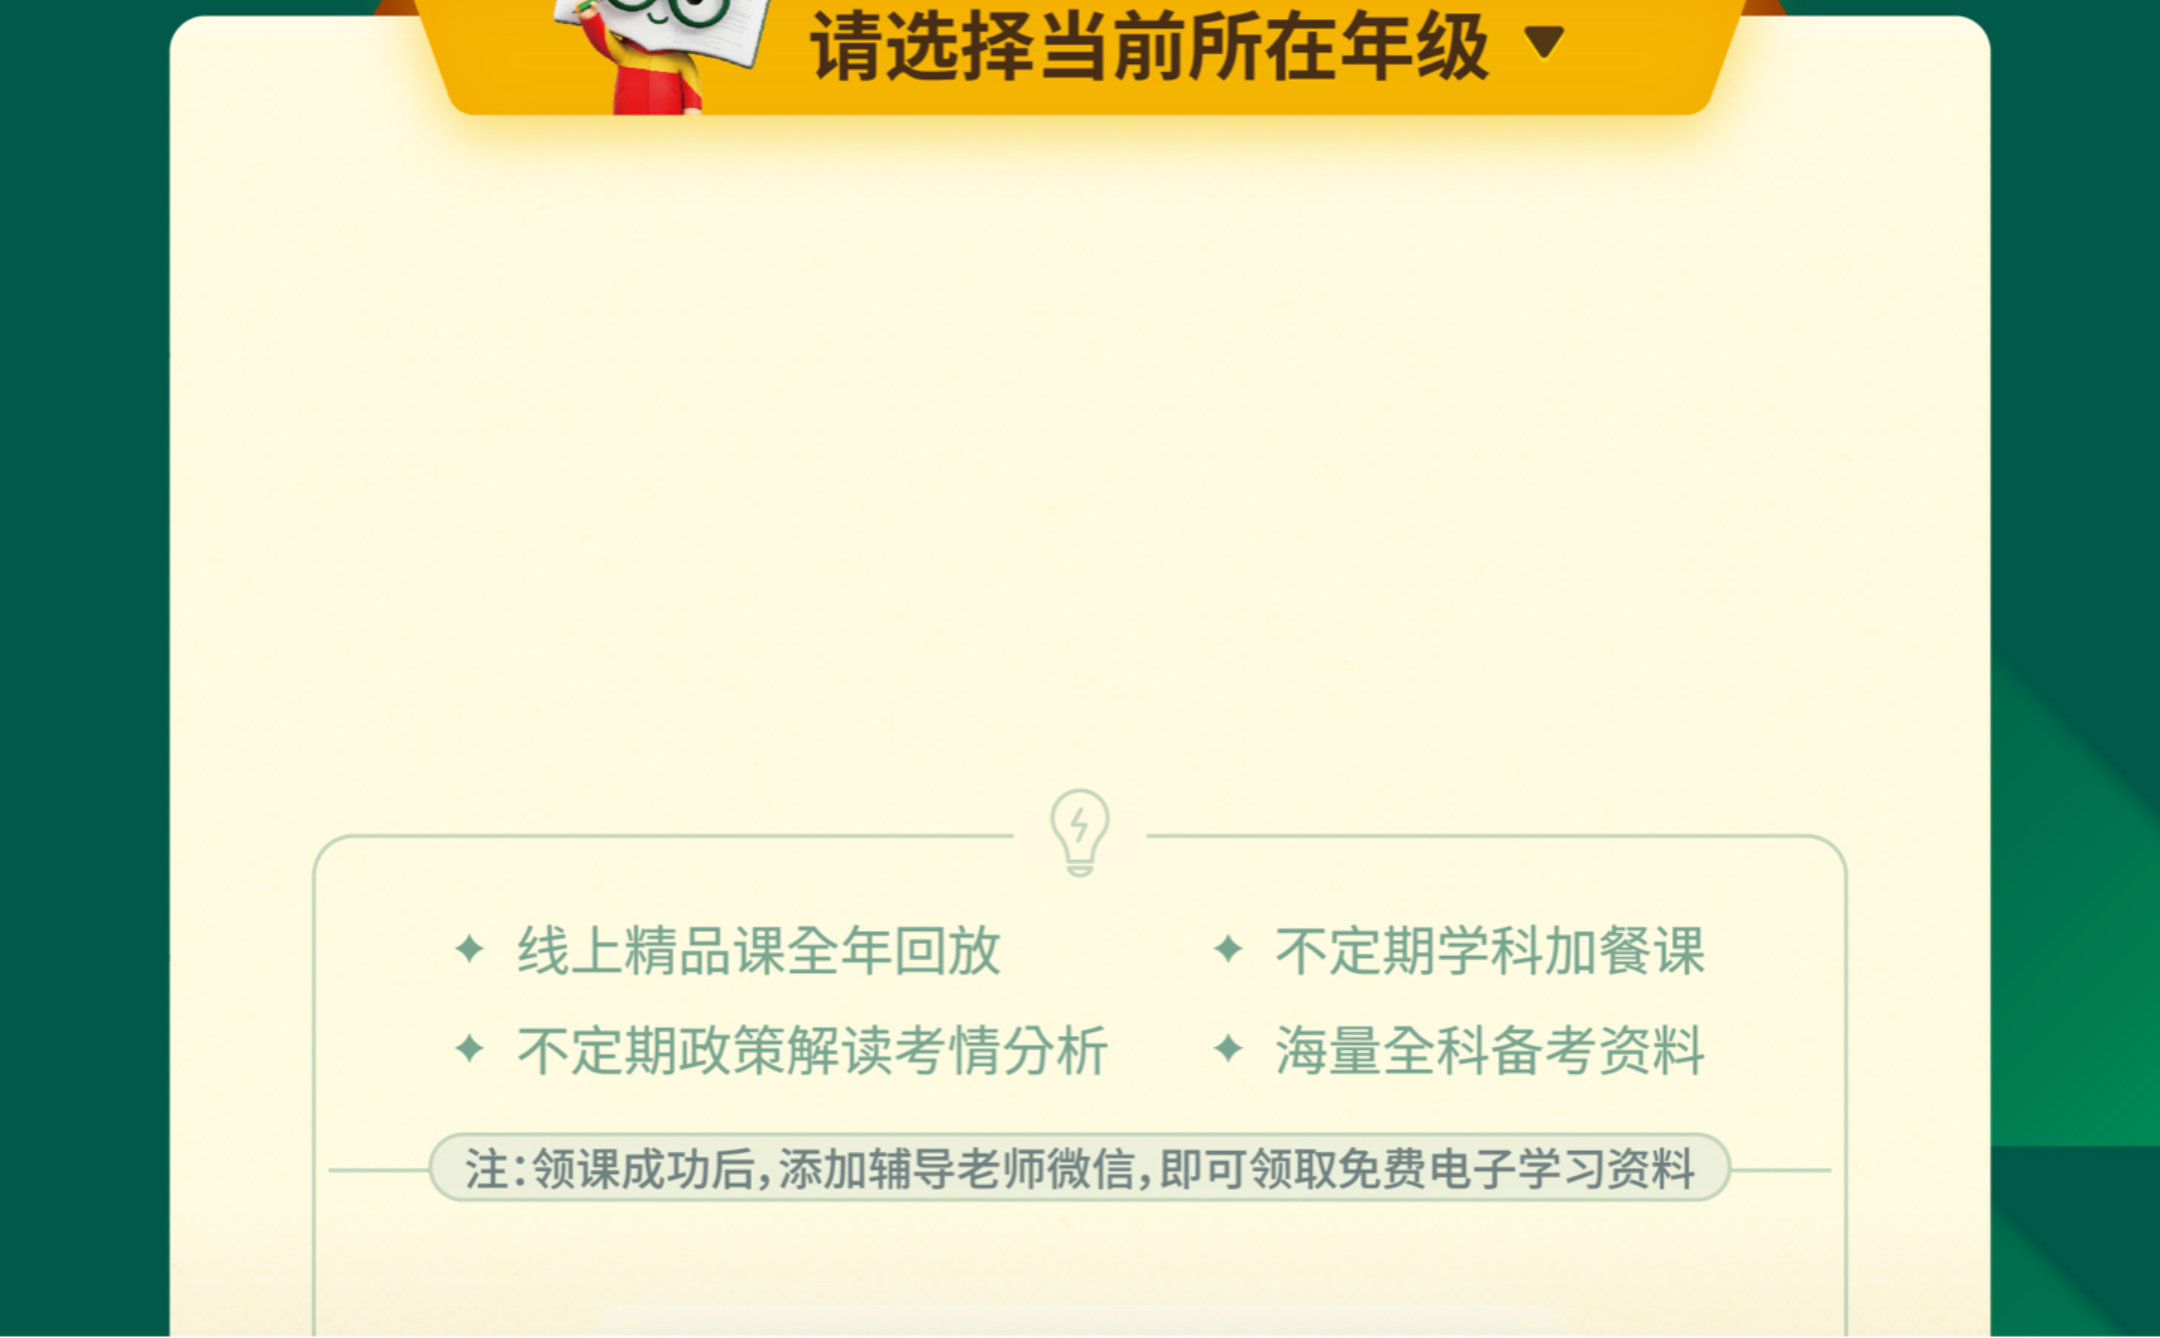 请选择当前所在年级
线上精品课全年回放
不定期学科加餐课
不定期政策解读考情分析
海量全科备考资料
注：领课成功后，添加辅导老师微信，即可领取免费电子学习资料